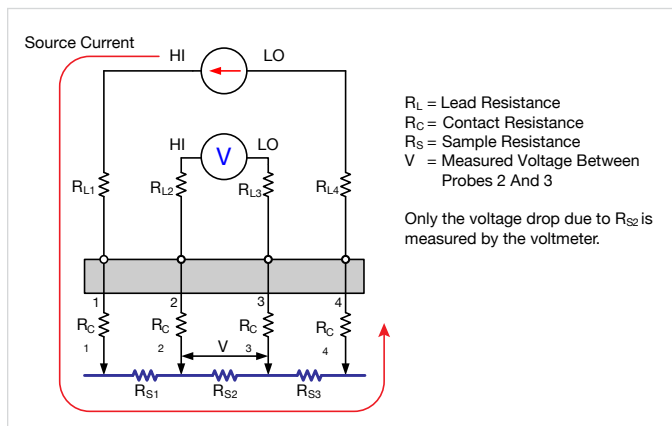 Source Current
HI
LO
HI
LO
V
RL1
RL2
RL3
RL4
RL = Lead Resistance
RC = Contact Resistance
RS = Sample Resistance
V = Measured Voltage Between
Probes 2 And 3
Only the voltage drop due to RS2 is
measured by the voltmeter.
1
2
3
4
RC
1
RC
2
V
RC
3
RC
4
RS1
RS2
RS3